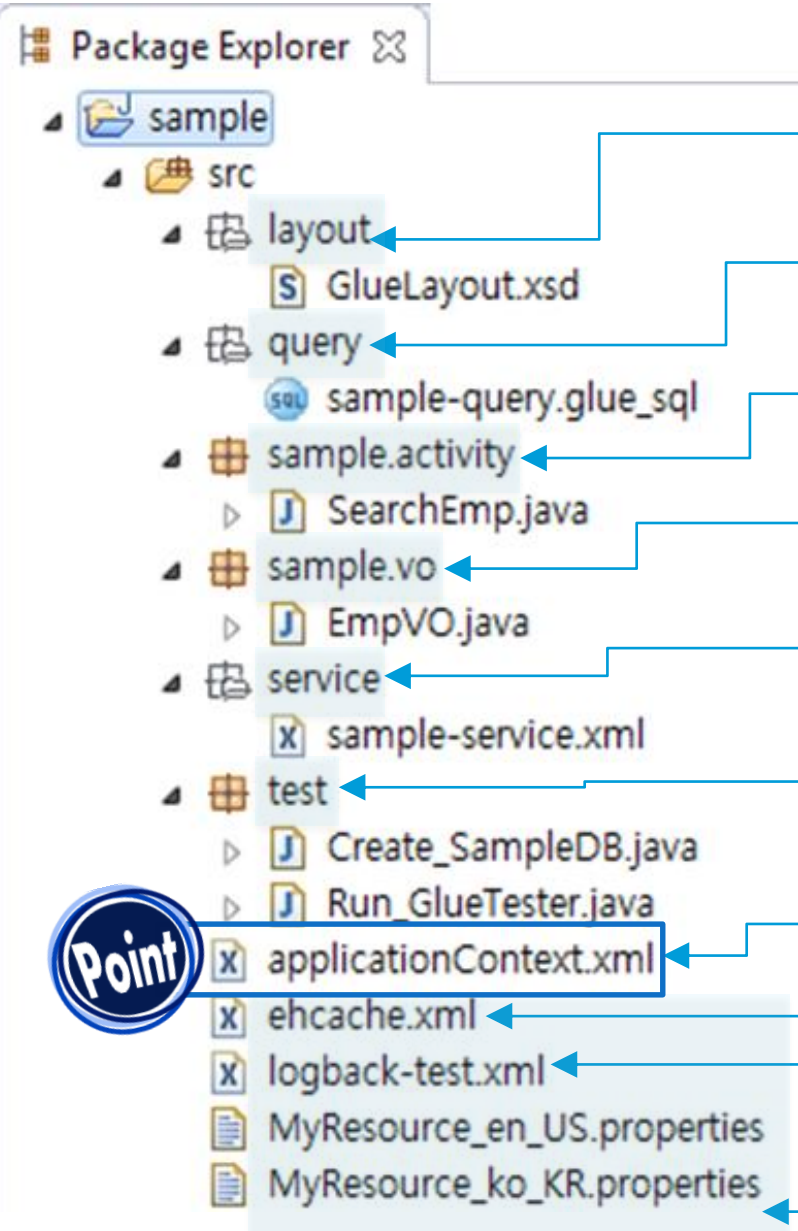 Package Explorer
sample
src
layout
GlueLayout.xsd
query
sample-query.glue_sql
sample.activity
SearchEmp.java
sample.vo
EmpVO.java
service
sample-service.xml
test
Create_SampleDB.java
Run_GlueTester.java
Point
applicationContext.xml
ehcache.xml
logback-test.xml
MyResource_en_US.properties
MyResource_ko_KR.properties